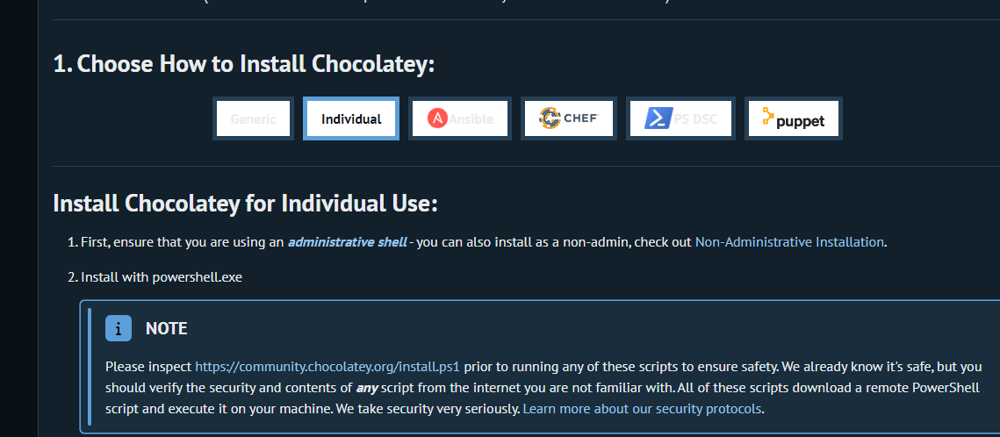 1. Choose How to Install Chocolatey:
Generic
Individual
Ansible
CHEF
PS DSC
puppet
Install Chocolatey for Individual Use:
1. First, ensure that you are using an administrative shell - you can also install as a non-admin, check out Non-Administrative Installation.
2. Install with powershell.exe
i NOTE
Please inspect https://community.chocolatey.org/install.ps1 prior to running any of these scripts to ensure safety. We already know it's safe, but you
should verify the security and contents of any script from the internet you are not familiar with. All of these scripts download a remote PowerShell
script and execute it on your machine. We take security very seriously. Learn more about our security protocols.